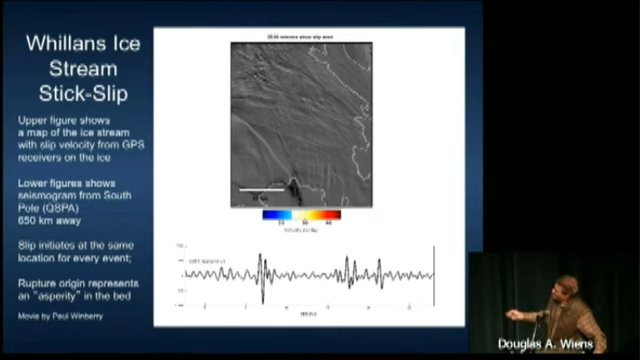 Whillans Ice
Stream
Stick-Slip
Upper figure shows
a map of the ice stream
with slip velocity from GPS
receivers on the ice
Lower figures shows
seismogram from South
Pole (QSPA)
650 km away
Slip initiates at the same
location for every event;
Rupture origin represents
an "asperity" in the bed
Movie by Paul Winberry
Douglas A. Wiens